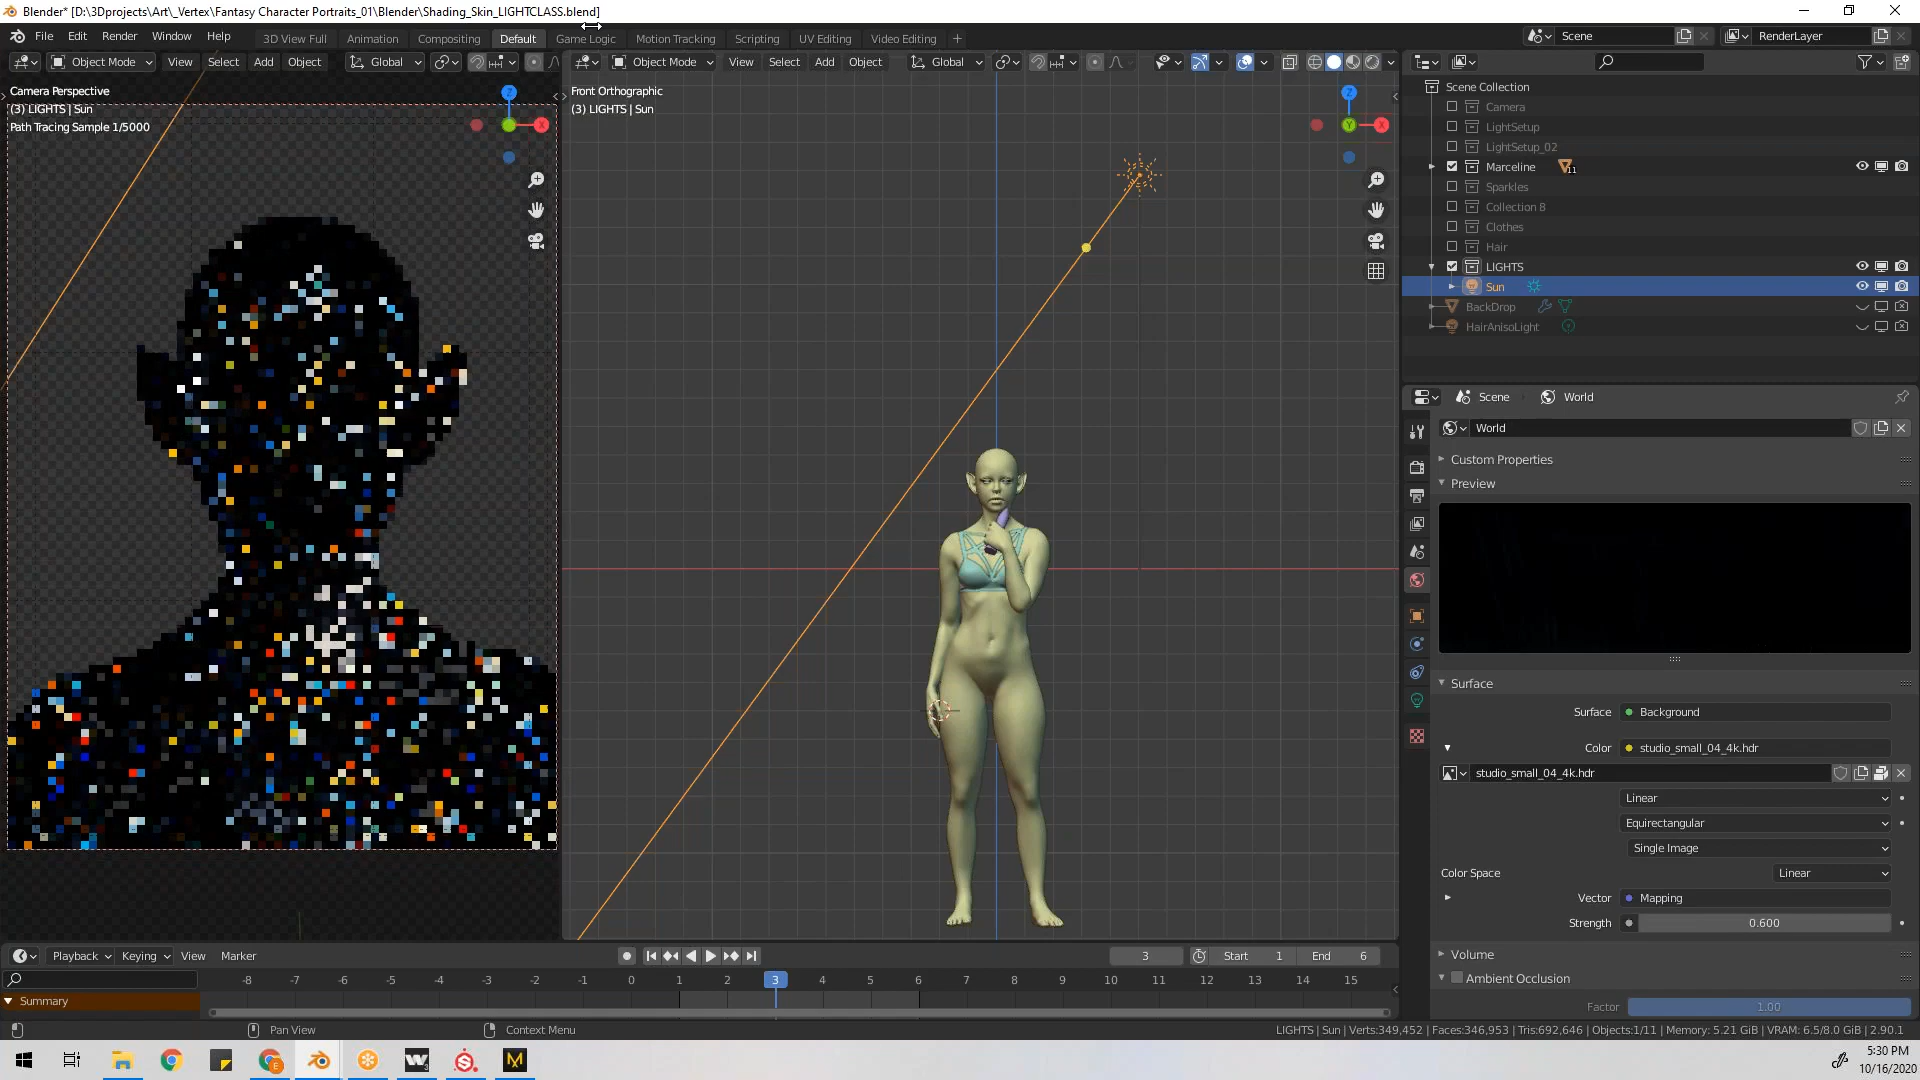 Blender* [D:\3Dprojects\Art\_Vertex\Fantasy Character Portraits_01\Blender\Shading_Skin_LIGHTCLASS.blend]
File Edit Render Window Help 3D View Full Animation Compositing Default Game Logic Motion Tracking Scripting UV Editing Video Editing + Scene RenderLayer
Object Mode View Select Add Object Global
Object Mode View Select Add Object Global
Camera Perspective
(3) LIGHTS | Sun
Path Tracing Sample 1/5000
Z
X
Front Orthographic
(3) LIGHTS | Sun
Z
Y X
Scene Collection
Camera
LightSetup
LightSetup_02
Marceline 11
Sparkles
Collection 8
Clothes
Hair
LIGHTS
Sun
BackDrop
HairAnisoLight
Scene World
World
Custom Properties
Preview
Surface
Surface Background
Color studio_small_04_4k.hdr
studio_small_04_4k.hdr
Linear
Equirectangular
Single Image
Color Space Linear
Vector Mapping
Strength 0.600
Volume
Ambient Occlusion
Factor 1.00
Playback Keying View Marker 3 Start 1 End 6
-8 -7 -6 -5 -4 -3 -2 -1 0 1 2 3 4 5 6 7 8 9 10 11 12 13 14 15
Summary
Pan View Context Menu LIGHTS | Sun | Verts:349,452 | Faces:346,953 | Tris:692,646 | Objects:1/11 | Memory: 5.21 GiB | VRAM: 6.5/8.0 GiB | 2.90.1
5:30 PM
10/16/2020